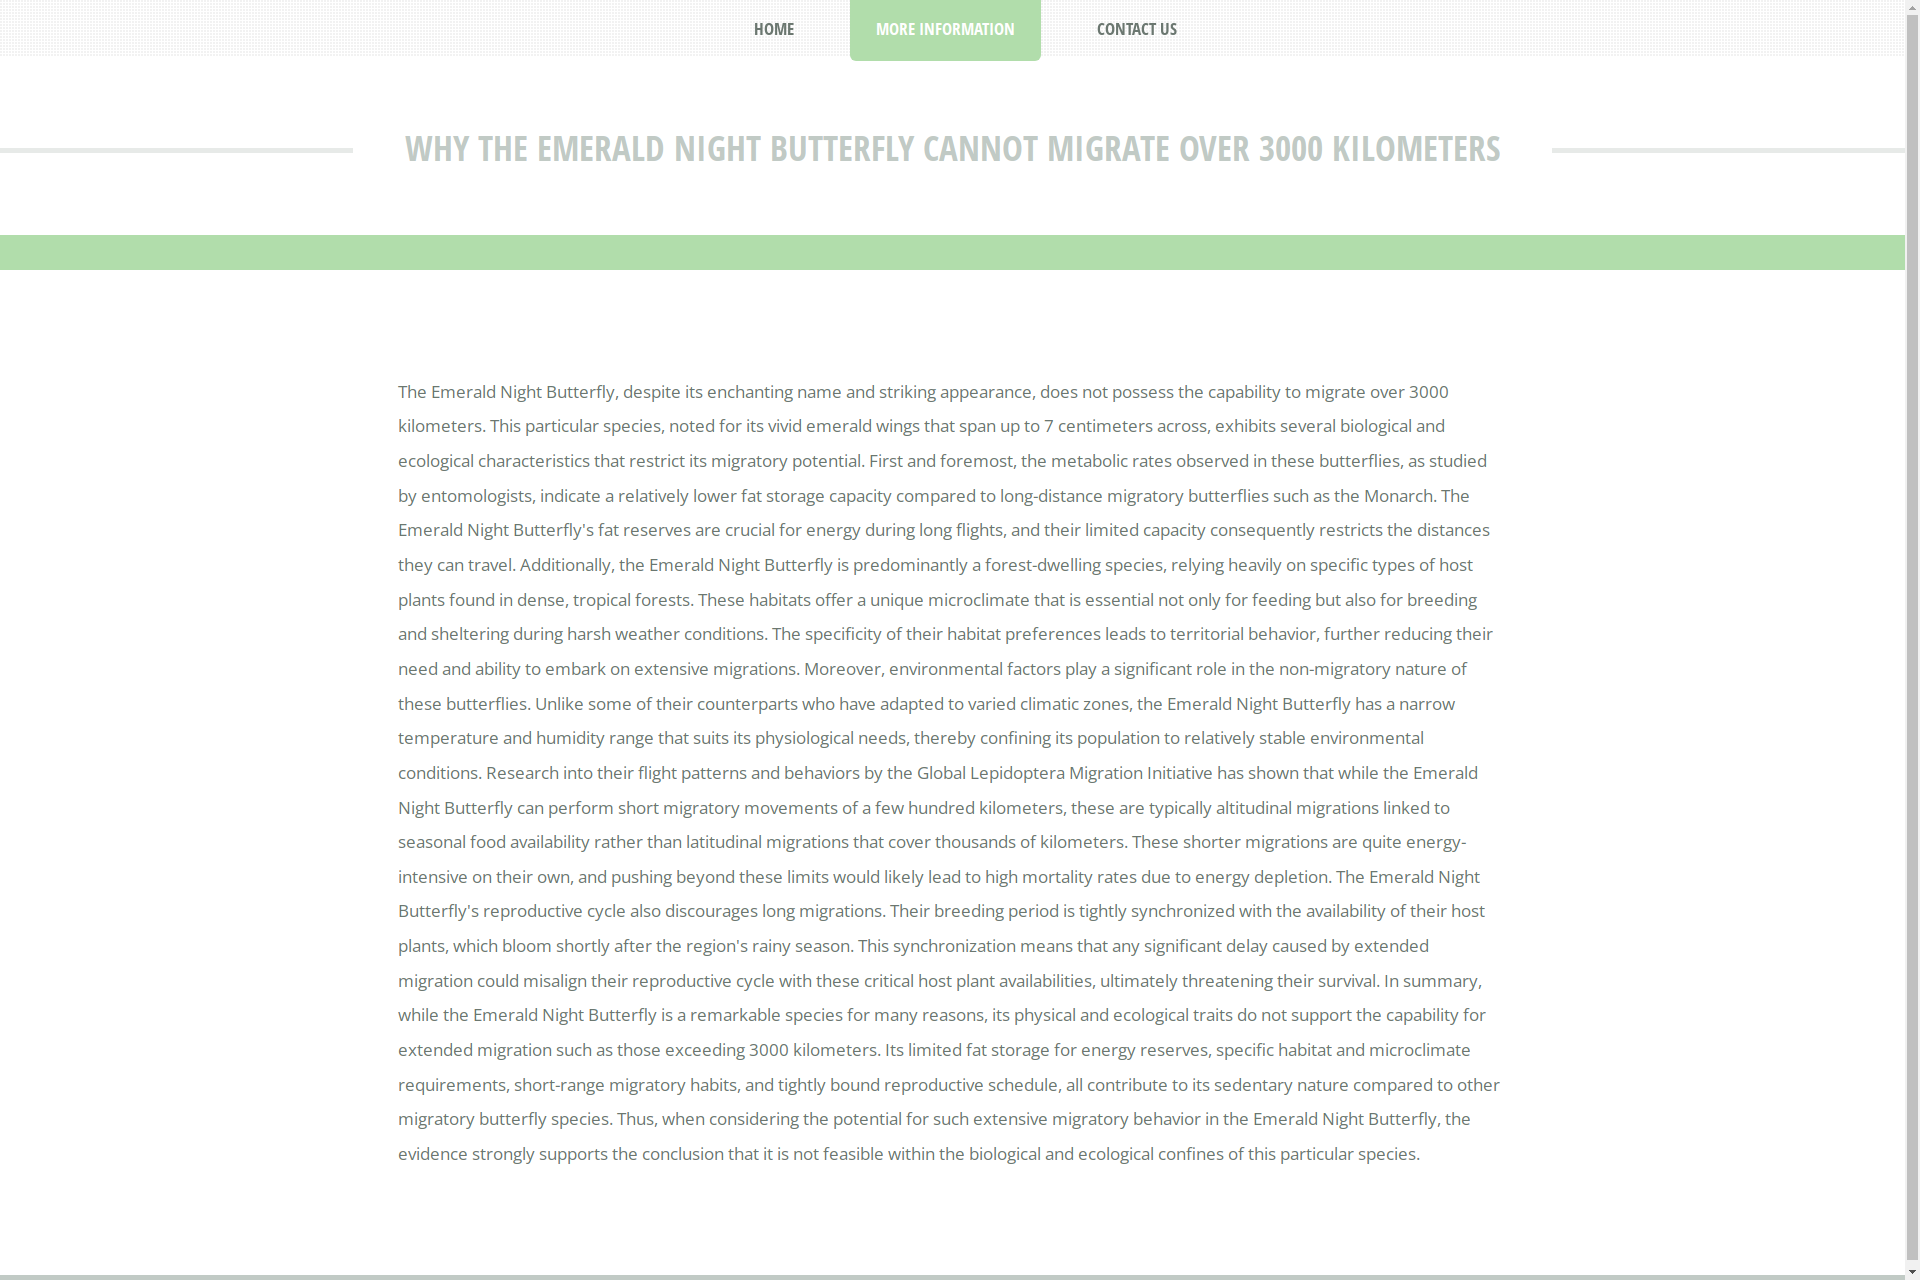 HOME
MORE INFORMATION
CONTACT US
WHY THE EMERALD NIGHT BUTTERFLY CANNOT MIGRATE OVER 3000 KILOMETERS
The Emerald Night Butterfly, despite its enchanting name and striking appearance, does not possess the capability to migrate over 3000
kilometers. This particular species, noted for its vivid emerald wings that span up to 7 centimeters across, exhibits several biological and
ecological characteristics that restrict its migratory potential. First and foremost, the metabolic rates observed in these butterflies, as studied
by entomologists, indicate a relatively lower fat storage capacity compared to long-distance migratory butterflies such as the Monarch. The
Emerald Night Butterfly's fat reserves are crucial for energy during long flights, and their limited capacity consequently restricts the distances
they can travel. Additionally, the Emerald Night Butterfly is predominantly a forest-dwelling species, relying heavily on specific types of host
plants found in dense, tropical forests. These habitats offer a unique microclimate that is essential not only for feeding but also for breeding
and sheltering during harsh weather conditions. The specificity of their habitat preferences leads to territorial behavior, further reducing their
need and ability to embark on extensive migrations. Moreover, environmental factors play a significant role in the non-migratory nature of
these butterflies. Unlike some of their counterparts who have adapted to varied climatic zones, the Emerald Night Butterfly has a narrow
temperature and humidity range that suits its physiological needs, thereby confining its population to relatively stable environmental
conditions. Research into their flight patterns and behaviors by the Global Lepidoptera Migration Initiative has shown that while the Emerald
Night Butterfly can perform short migratory movements of a few hundred kilometers, these are typically altitudinal migrations linked to
seasonal food availability rather than latitudinal migrations that cover thousands of kilometers. These shorter migrations are quite energy-
intensive on their own, and pushing beyond these limits would likely lead to high mortality rates due to energy depletion. The Emerald Night
Butterfly's reproductive cycle also discourages long migrations. Their breeding period is tightly synchronized with the availability of their host
plants, which bloom shortly after the region's rainy season. This synchronization means that any significant delay caused by extended
migration could misalign their reproductive cycle with these critical host plant availabilities, ultimately threatening their survival. In summary,
while the Emerald Night Butterfly is a remarkable species for many reasons, its physical and ecological traits do not support the capability for
extended migration such as those exceeding 3000 kilometers. Its limited fat storage for energy reserves, specific habitat and microclimate
requirements, short-range migratory habits, and tightly bound reproductive schedule, all contribute to its sedentary nature compared to other
migratory butterfly species. Thus, when considering the potential for such extensive migratory behavior in the Emerald Night Butterfly, the
evidence strongly supports the conclusion that it is not feasible within the biological and ecological confines of this particular species.